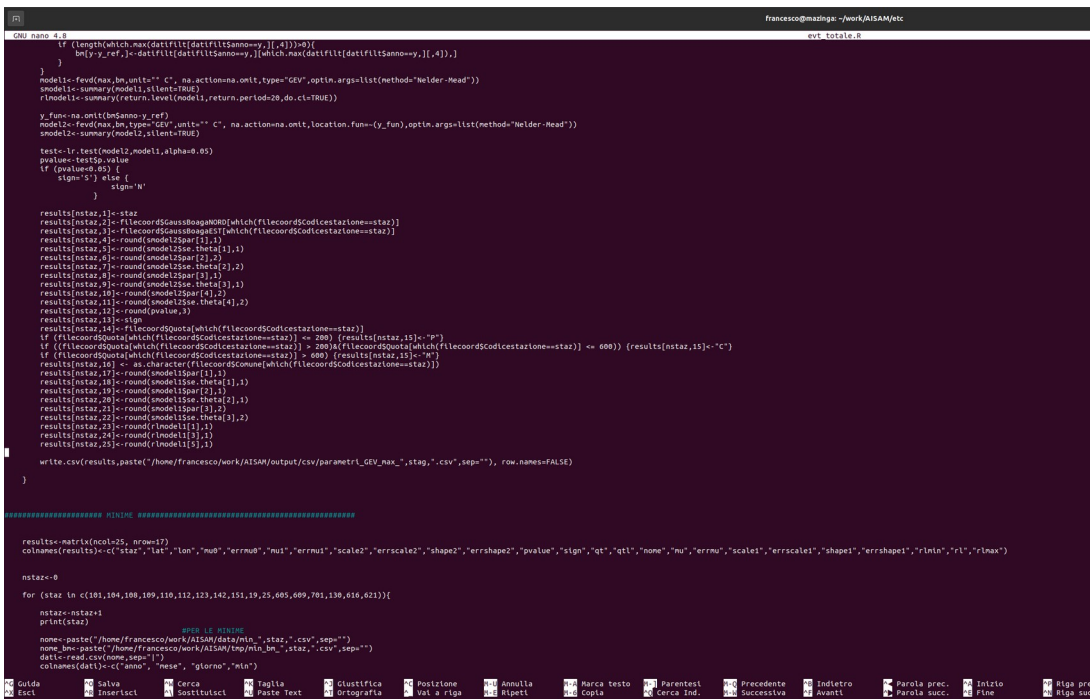 francesco@mazinga: ~/work/AISAM/etc
GNU nano 4.8 evt_totale.R
if (length(which.max(datifilt[datifilt$anno==y,][,4]))>0){
bm[y-y_ref,]<-datifilt[datifilt$anno==y,][which.max(datifilt[datifilt$anno==y,][,4]),]
}
}
model1<-fevd(max,bm,unit="° C", na.action=na.omit,type="GEV",optim.args=list(method="Nelder-Mead"))
smodel1<-summary(model1,silent=TRUE)
rlmodel1<-summary(return.level(model1,return.period=20,do.ci=TRUE))
y_fun<-na.omit(bm$anno-y_ref)
model2<-fevd(max,bm,type="GEV",unit="° C", na.action=na.omit,location.fun=~(y_fun),optim.args=list(method="Nelder-Mead"))
smodel2<-summary(model2,silent=TRUE)
test<-lr.test(model2,model1,alpha=0.05)
pvalue<-test$p.value
if (pvalue<0.05) {
sign='S'} else {
sign='N'
}
results[nstaz,1]<-staz
results[nstaz,2]<-filecoord$GaussBoagaNORD[which(filecoord$Codicestazione==staz)]
results[nstaz,3]<-filecoord$GaussBoagaEST[which(filecoord$Codicestazione==staz)]
results[nstaz,4]<-round(smodel2$par[1],1)
results[nstaz,5]<-round(smodel2$se.theta[1],1)
results[nstaz,6]<-round(smodel2$par[2],2)
results[nstaz,7]<-round(smodel2$se.theta[2],2)
results[nstaz,8]<-round(smodel2$par[3],1)
results[nstaz,9]<-round(smodel2$se.theta[3],1)
results[nstaz,10]<-round(smodel2$par[4],2)
results[nstaz,11]<-round(smodel2$se.theta[4],2)
results[nstaz,12]<-round(pvalue,3)
results[nstaz,13]<-sign
results[nstaz,14]<-filecoord$Quota[which(filecoord$Codicestazione==staz)]
if (filecoord$Quota[which(filecoord$Codicestazione==staz)] <= 200) {results[nstaz,15]<-"P"}
if ((filecoord$Quota[which(filecoord$Codicestazione==staz)] > 200)&(filecoord$Quota[which(filecoord$Codicestazione==staz)] <= 600)) {results[nstaz,15]<-"C"}
if (filecoord$Quota[which(filecoord$Codicestazione==staz)] > 600) {results[nstaz,15]<-"M"}
results[nstaz,16] <- as.character(filecoord$Comune[which(filecoord$Codicestazione==staz)])
results[nstaz,17]<-round(smodel1$par[1],1)
results[nstaz,18]<-round(smodel1$se.theta[1],1)
results[nstaz,19]<-round(smodel1$par[2],1)
results[nstaz,20]<-round(smodel1$se.theta[2],1)
results[nstaz,21]<-round(smodel1$par[3],2)
results[nstaz,22]<-round(smodel1$se.theta[3],2)
results[nstaz,23]<-round(rlmodel1[1],1)
results[nstaz,24]<-round(rlmodel1[3],1)
results[nstaz,25]<-round(rlmodel1[5],1)
write.csv(results,paste("/home/francesco/work/AISAM/output/csv/parametri_GEV_max_",stag,".csv",sep=""), row.names=FALSE)
}
###################### MINIME #################################################
results<-matrix(ncol=25, nrow=17)
colnames(results)<-c("staz","lat","lon","mu0","errmu0","mu1","errmu1","scale2","errscale2","shape2","errshape2","pvalue","sign","qt","qtl","nome","mu","errmu","scale1","errscale1","shape1","errshape1","rlmin","rl","rlmax")
nstaz<-0
for (staz in c(101,104,108,109,110,112,123,142,151,19,25,605,609,701,130,616,621)){
nstaz<-nstaz+1
print(staz)
#PER LE MINIME
nome<-paste("/home/francesco/work/AISAM/data/min_",staz,".csv",sep="")
nome_bm<-paste("/home/francesco/work/AISAM/tmp/min_bm_",staz,".csv",sep="")
dati<-read.csv(nome,sep="|")
colnames(dati)<-c("anno", "mese", "giorno","min")
^G Guida ^O Salva ^W Cerca ^K Taglia ^J Giustifica ^C Posizione M-U Annulla M-A Marca testo M-] Parentesi M-Q Precedente ^B Indietro ^◀ Parola prec. ^A Inizio ^P Riga pr
^X Esci ^R Inserisci ^\ Sostituisci ^U Paste Text ^T Ortografia ^_ Vai a riga M-E Ripeti M-6 Copia ^Q Cerca Ind. M-W Successiva ^F Avanti ^▶ Parola succ. ^E Fine ^N Riga suc